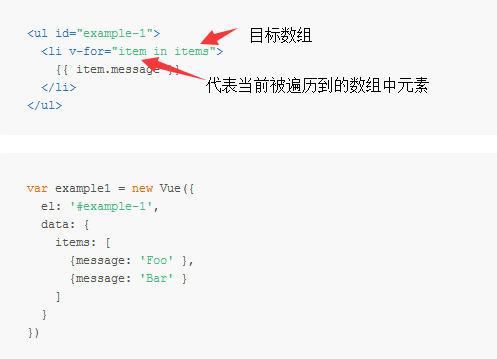 <ul id="example-1">
目标数组
<li v-for="item in items">
{{ item.message }}
代表当前被遍历到的数组中元素
</li>
</ul>
var example1 = new Vue({
el: '#example-1',
data: {
items: [
{message: 'Foo' },
{message: 'Bar' }
]
}
})